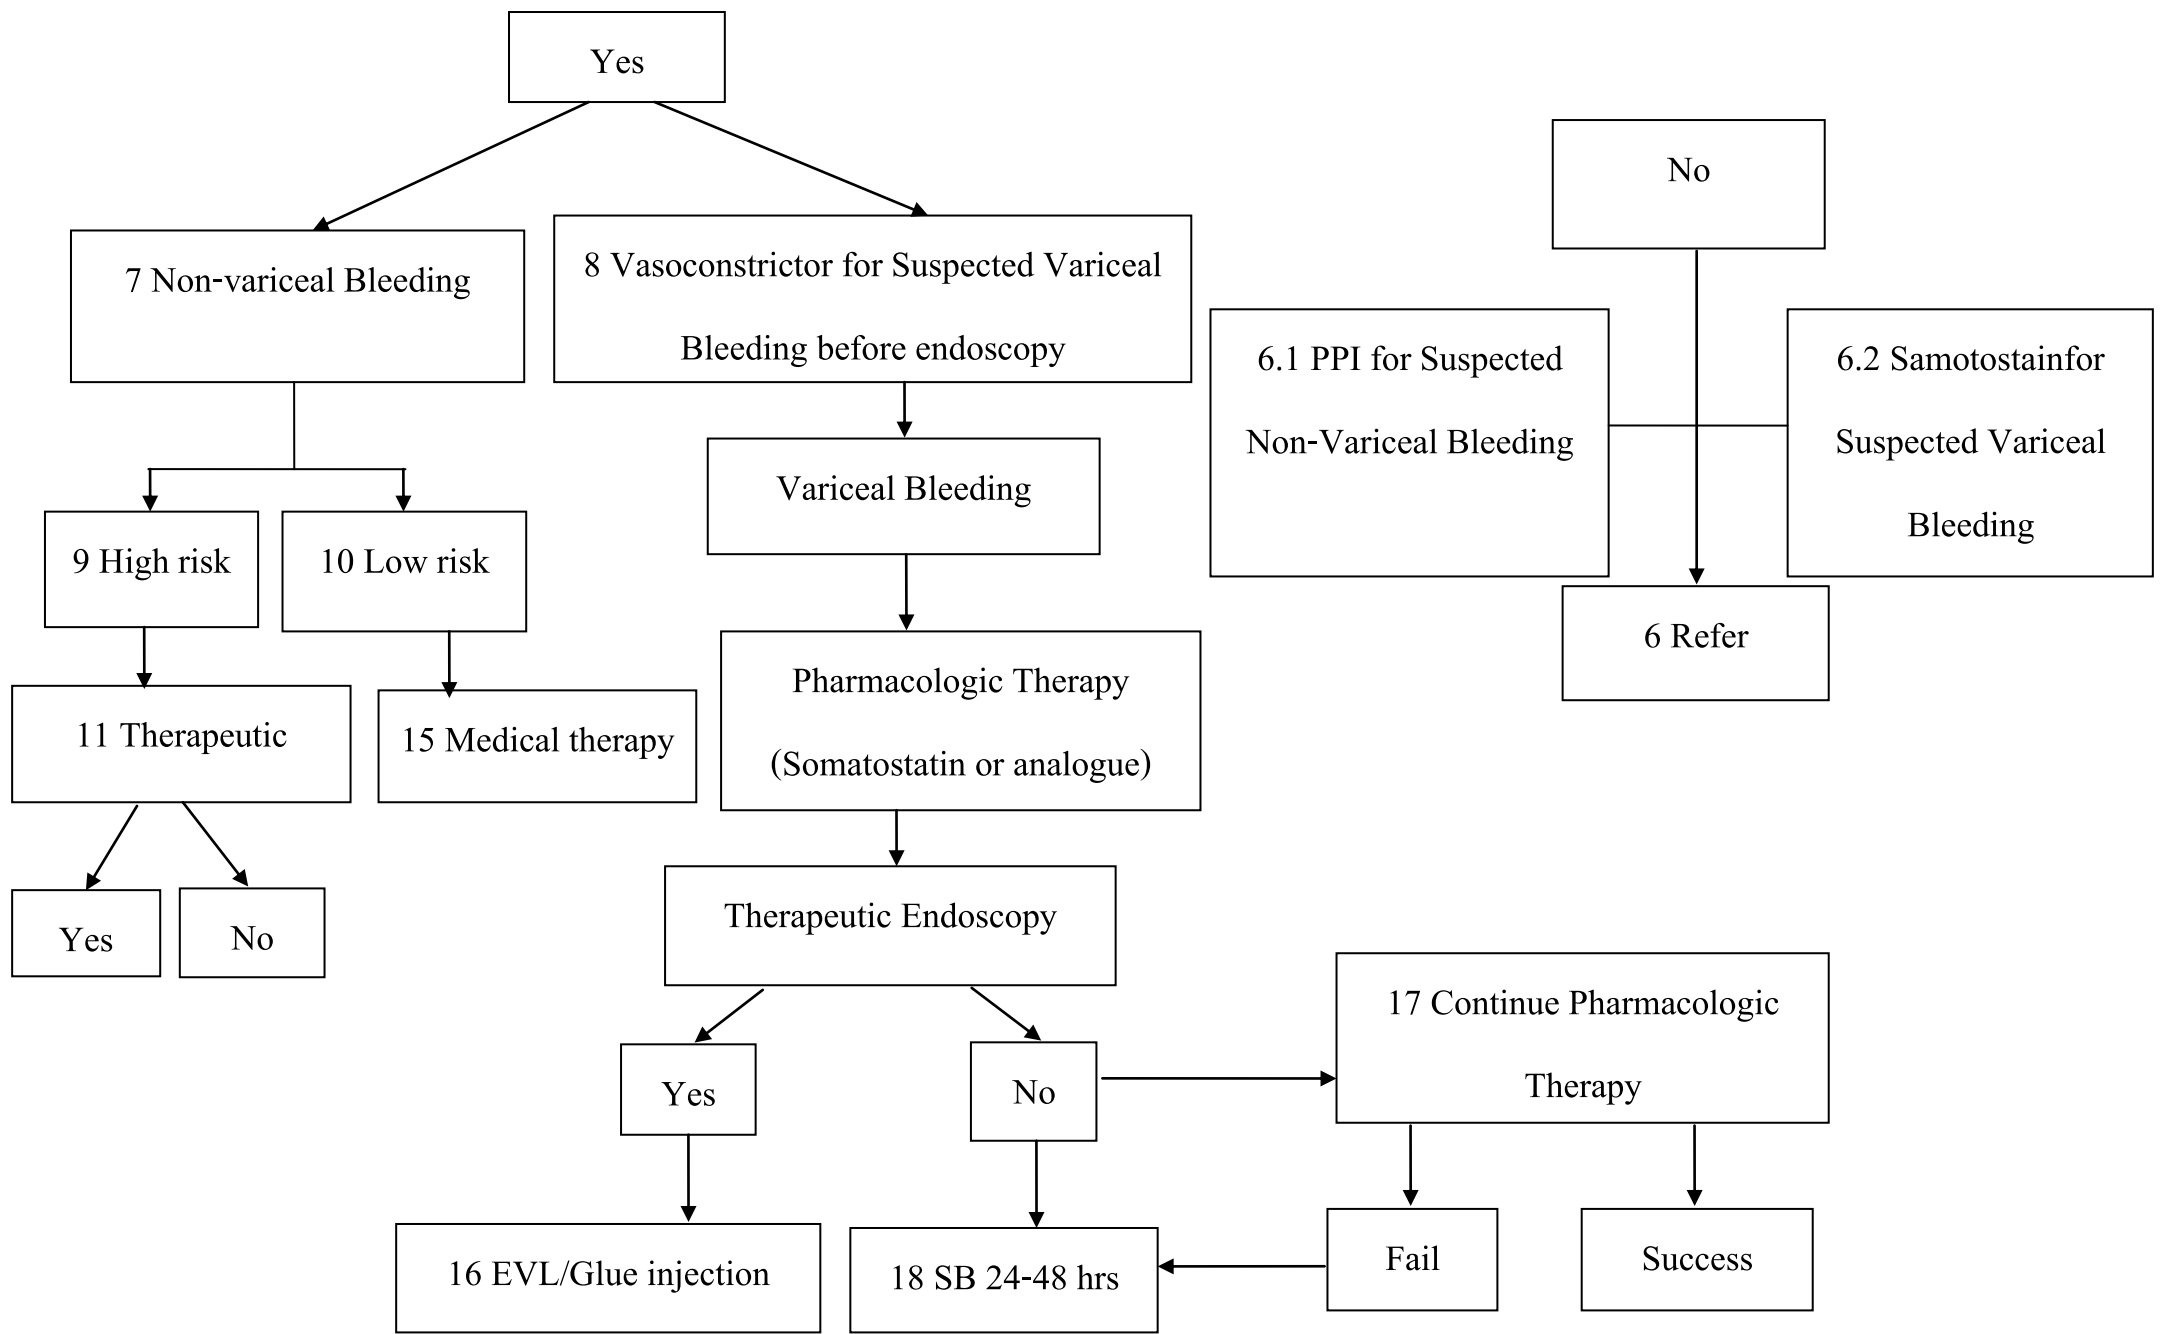 Yes
No
7 Non-variceal Bleeding
8 Vasoconstrictor for Suspected Variceal
Bleeding before endoscopy
6.1 PPI for Suspected
Non-Variceal Bleeding
6.2 Samotostainfor
Suspected Variceal
Bleeding
Variceal Bleeding
9 High risk
10 Low risk
6 Refer
Pharmacologic Therapy
(Somatostatin or analogue)
11 Therapeutic
15 Medical therapy
Yes
No
Therapeutic Endoscopy
17 Continue Pharmacologic
Therapy
Yes
No
16 EVL/Glue injection
18 SB 24-48 hrs
Fail
Success